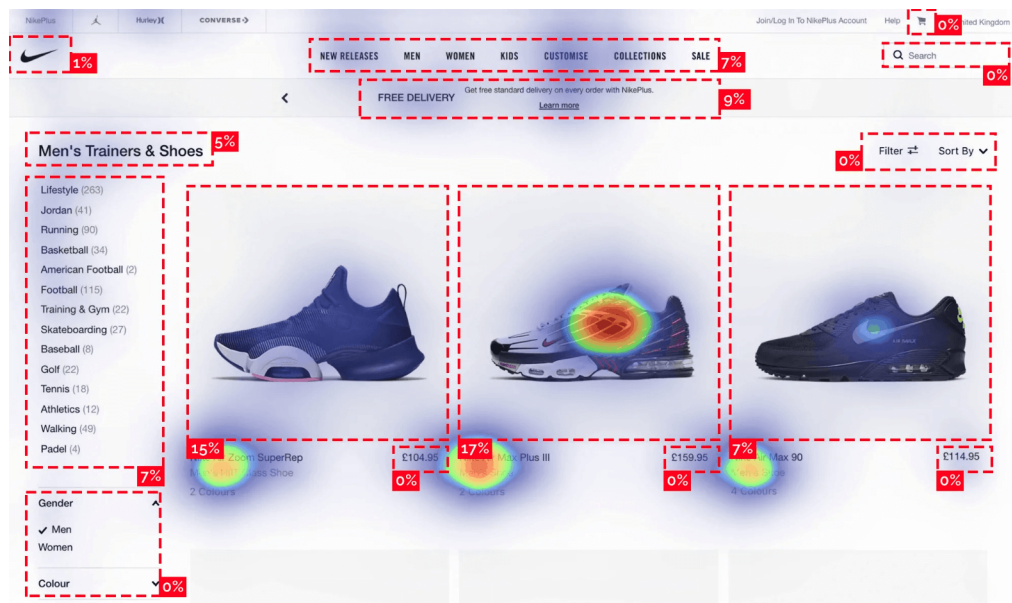 NikePlus
Hurley
CONVERSE
Join/Log In To NikePlus Account
Help
0%
United Kingdom
1%
NEW RELEASES MEN WOMEN KIDS CUSTOMISE COLLECTIONS SALE
7%
Search
0%
FREE DELIVERY
Get free standard delivery on every order with NikePlus.
Learn more
9%
Men's Trainers & Shoes
5%
0%
Filter
Sort By
Lifestyle (263)
Jordan (41)
Running (90)
Basketball (34)
American Football (2)
Football (115)
Training & Gym (22)
Skateboarding (27)
Baseball (8)
Golf (22)
Tennis (18)
Athletics (12)
Walking (49)
Padel (4)
7%
Gender
Men
Women
Colour
0%
15%
Zoom SuperRep
£104.95
0%
Shoe
2 Colours
17%
Max Plus III
£159.95
0%
2 Colours
AIR MAX
7%
Air Max 90
£114.95
0%
4 Colours